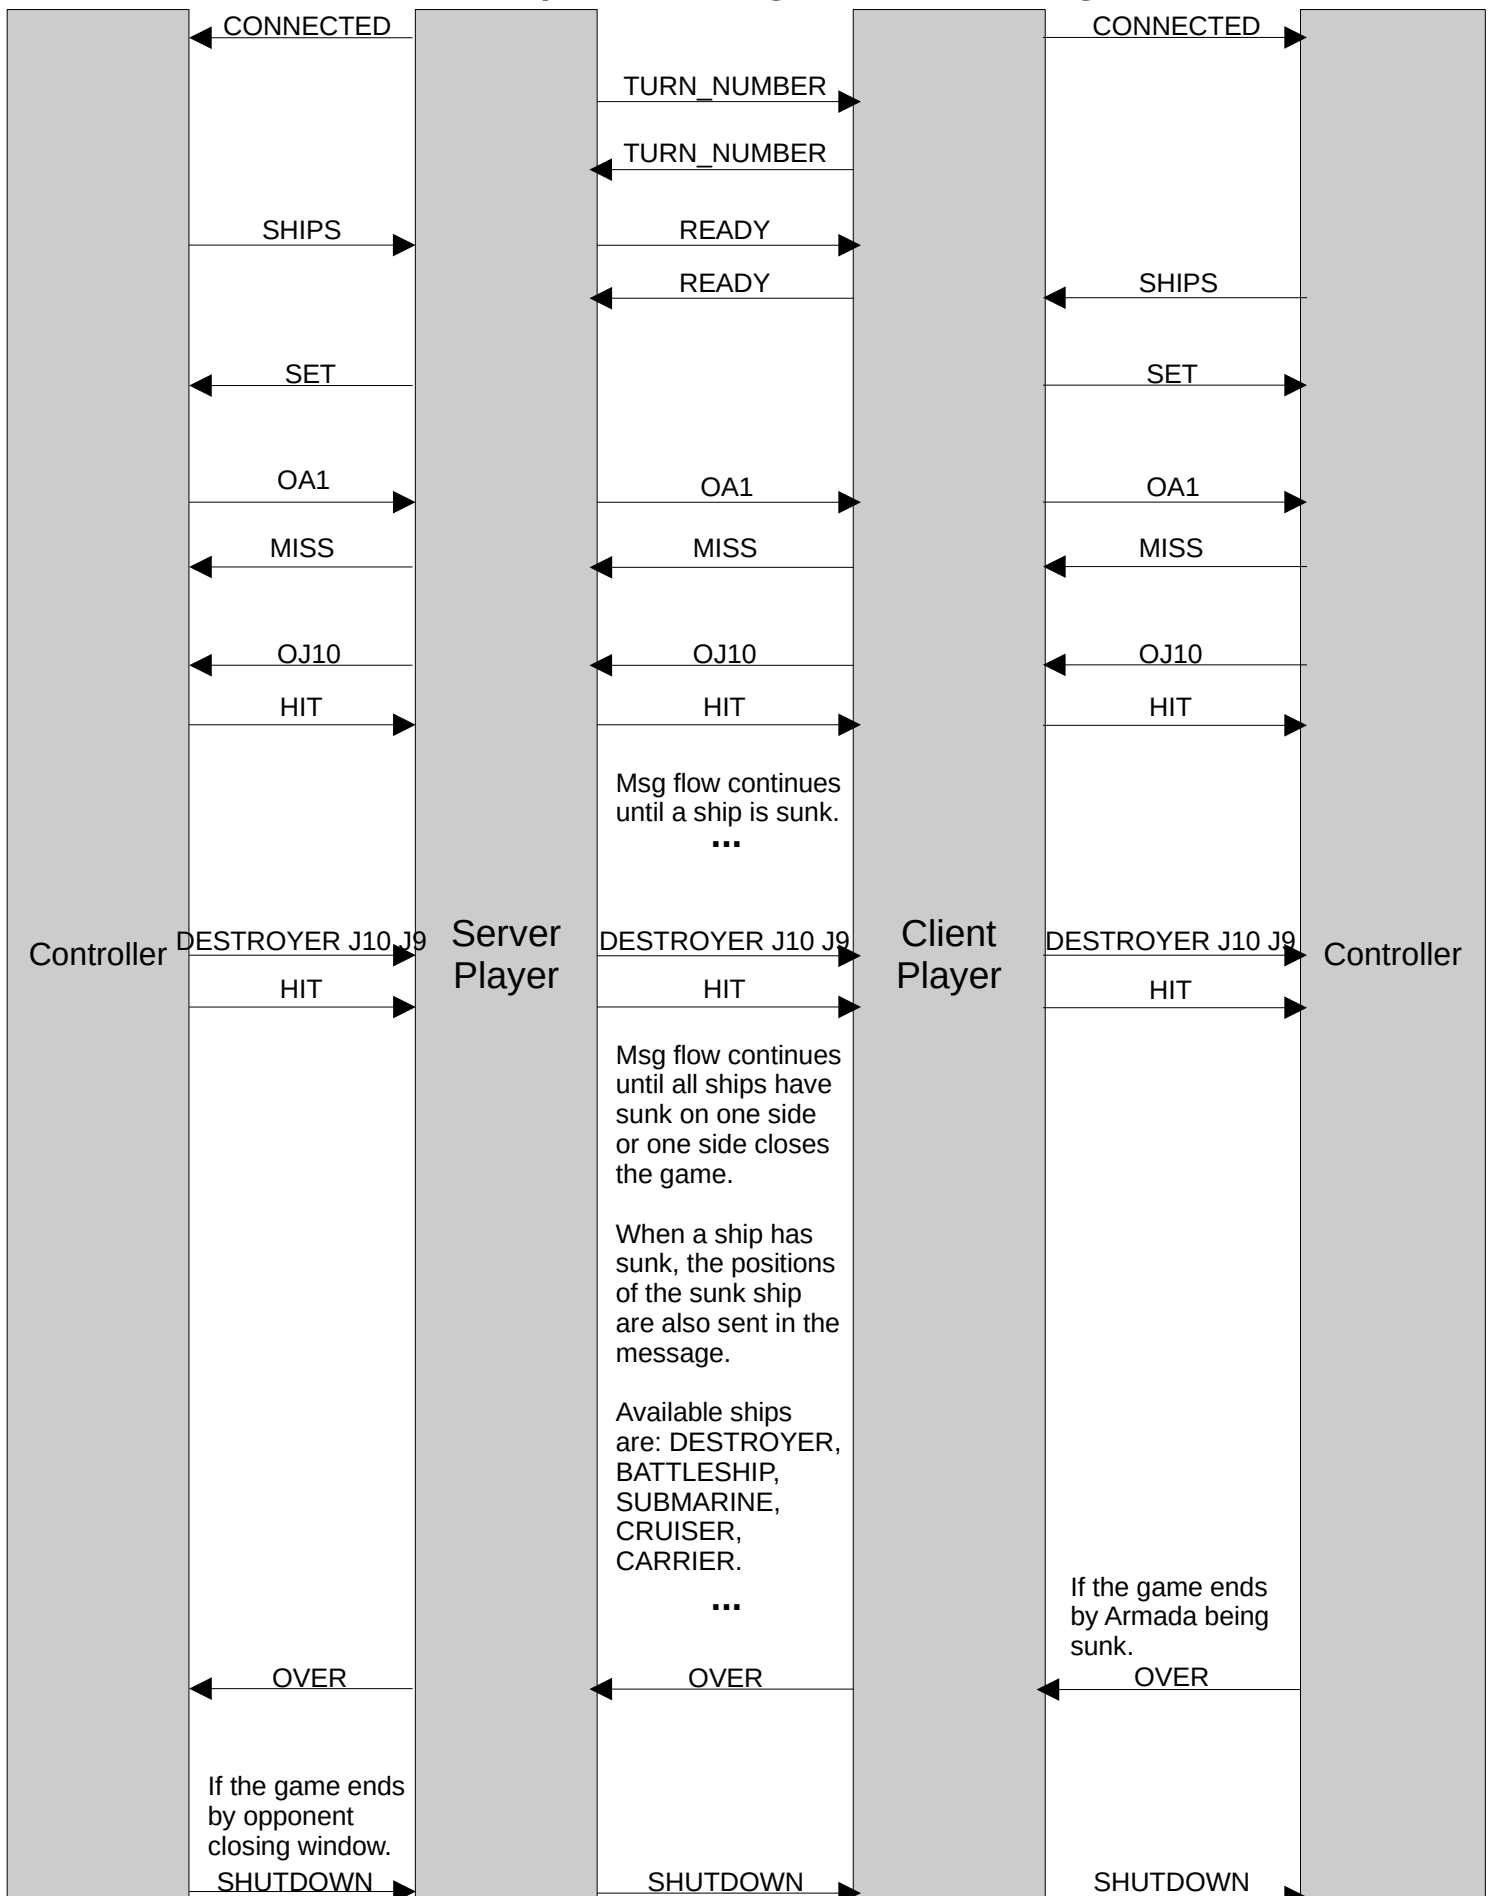 CONNECTED
CONNECTED
TURN_NUMBER
TURN_NUMBER
SHIPS
READY
READY
SHIPS
SET
SET
OA1
OA1
OA1
MISS
MISS
MISS
OJ10
OJ10
OJ10
HIT
HIT
HIT
Msg flow continues
until a ship is sunk.
...
Controller
DESTROYER J10 J9
Server
Player
DESTROYER J10 J9
Client
Player
DESTROYER J10 J9
Controller
HIT
HIT
HIT
Msg flow continues
until all ships have
sunk on one side
or one side closes
the game.
When a ship has
sunk, the positions
of the sunk ship
are also sent in the
message.
Available ships
are: DESTROYER,
BATTLESHIP,
SUBMARINE,
CRUISER,
CARRIER.
...
If the game ends
by Armada being
sunk.
OVER
OVER
OVER
If the game ends
by opponent
closing window.
SHUTDOWN
SHUTDOWN
SHUTDOWN